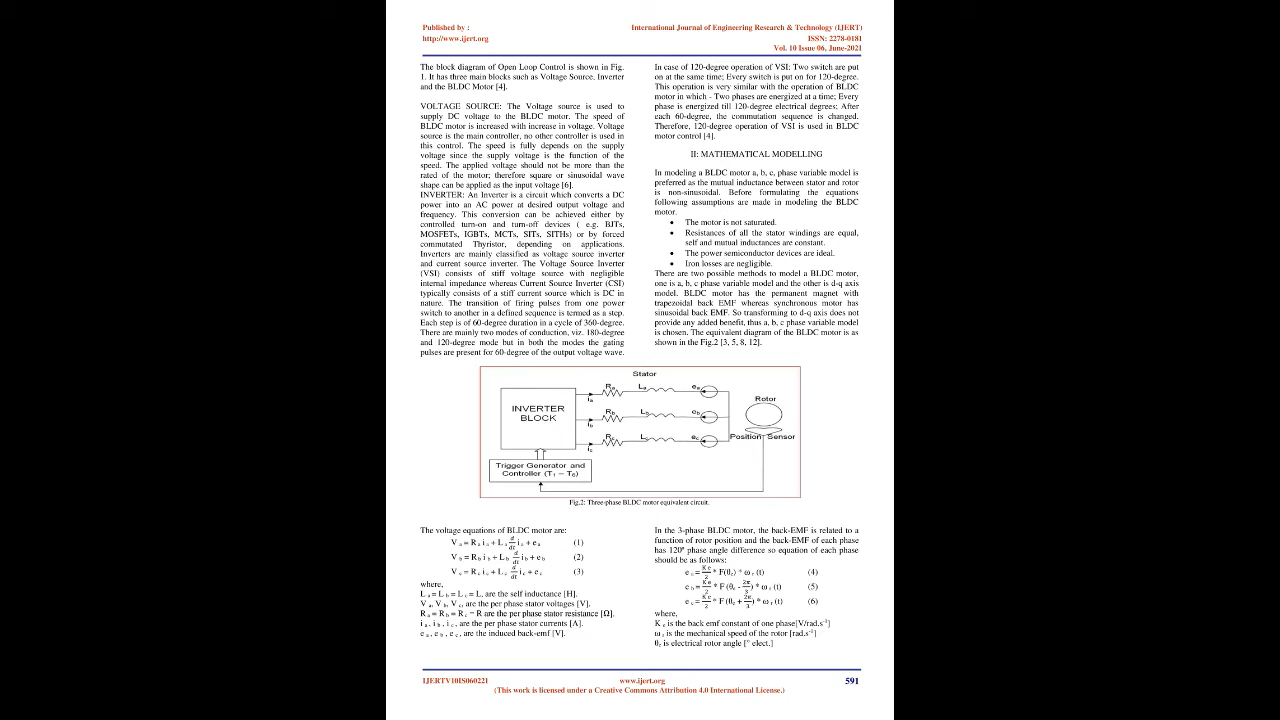 Published by :
http://www.ijert.org
International Journal of Engineering Research & Technology (IJERT)
ISSN: 2278-0181
Vol. 10 Issue 06, June-2021
The block diagram of Open Loop Control is shown in Fig.
1. It has three main blocks such as Voltage Source, Inverter
and the BLDC Motor [4].
VOLTAGE SOURCE: The Voltage source is used to
supply DC voltage to the BLDC motor. The speed of
BLDC motor is increased with increase in voltage. Voltage
source is the main controller, no other controller is used in
this control. The speed is fully depends on the supply
voltage since the supply voltage is the function of the
speed. The applied voltage should not be more than the
rated of the motor; therefore square or sinusoidal wave
shape can be applied as the input voltage [6].
INVERTER: An Inverter is a circuit which converts a DC
power into an AC power at desired output voltage and
frequency. This conversion can be achieved either by
controlled turn-on and turn-off devices ( e.g. BJTs,
MOSFETs, IGBTs, MCTs, SITs, SITHs) or by forced
commutated Thyristor, depending on applications.
Inverters are mainly classified as voltage source inverter
and current source inverter. The Voltage Source Inverter
(VSI) consists of stiff voltage source with negligible
internal impedance whereas Current Source Inverter (CSI)
typically consists of a stiff current source which is DC in
nature. The transition of firing pulses from one power
switch to another in a defined sequence is termed as a step.
Each step is of 60-degree duration in a cycle of 360-degree.
There are mainly two modes of conduction, viz. 180-degree
and 120-degree mode but in both the modes the gating
pulses are present for 60-degree of the output voltage wave.
In case of 120-degree operation of VSI: Two switch are put
on at the same time; Every switch is put on for 120-degree.
This operation is very similar with the operation of BLDC
motor in which - Two phases are energized at a time; Every
phase is energized till 120-degree electrical degrees; After
each 60-degree, the commutation sequence is changed.
Therefore, 120-degree operation of VSI is used in BLDC
motor control [4].
II: MATHEMATICAL MODELLING
In modeling a BLDC motor a, b, c, phase variable model is
preferred as the mutual inductance between stator and rotor
is non-sinusoidal. Before formulating the equations
following assumptions are made in modeling the BLDC
motor.
• The motor is not saturated.
• Resistances of all the stator windings are equal,
self and mutual inductances are constant.
• The power semiconductor devices are ideal.
• Iron losses are negligible.
There are two possible methods to model a BLDC motor,
one is a, b, c phase variable model and the other is d-q axis
model. BLDC motor has the permanent magnet with
trapezoidal back EMF whereas synchronous motor has
sinusoidal back EMF. So transforming to d-q axis does not
provide any added benefit, thus a, b, c phase variable model
is chosen. The equivalent diagram of the BLDC motor is as
shown in the Fig.2 [3, 5, 8, 12].
Stator
Ra La ea
ia
Rb Lb eb
ib
Rc Lc ec
ic
INVERTER
BLOCK
Rotor
Position Sensor
Trigger Generator and
Controller (T1 – T6)
Fig.2: Three-phase BLDC motor equivalent circuit.
The voltage equations of BLDC motor are:
V a = R a i a + L a d/dt i a + e a (1)
V b = R b i b + L b d/dt i b + e b (2)
V c = R c i c + L c d/dt i c + e c (3)
where,
L a = L b = L c = L, are the self inductance [H].
V a, V b, V c, are the per phase stator voltages [V].
R a = R b = R c = R are the per phase stator resistance [Ω].
i a , i b , i c , are the per phase stator currents [A].
e a , e b , e c , are the induced back-emf [V].
In the 3-phase BLDC motor, the back-EMF is related to a
function of rotor position and the back-EMF of each phase
has 120º phase angle difference so equation of each phase
should be as follows:
e a = K e/2 * F(θe) * ω r (t) (4)
e b = K e/2 * F (θe - 2π/3) * ω r (t) (5)
e c = K e/2 * F (θe + 2π/3) * ω r (t) (6)
where,
K e is the back emf constant of one phase[V/rad.s-1]
ω r is the mechanical speed of the rotor [rad.s-1]
θe is electrical rotor angle [° elect.]
IJERTV10IS060221
www.ijert.org
591
(This work is licensed under a Creative Commons Attribution 4.0 International License.)